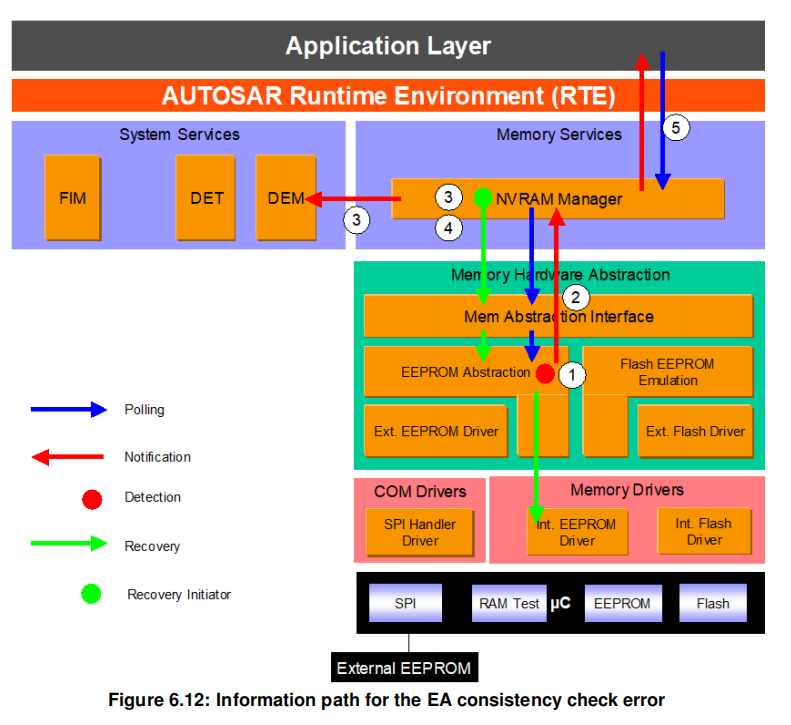 Application Layer
AUTOSAR Runtime Environment (RTE)
System Services
Memory Services
5
FIM
DET
DEM
3
3
NVRAM Manager
4
Memory Hardware Abstraction
2
Mem Abstraction Interface
EEPROM Abstraction
1
Flash EEPROM
Emulation
Ext. EEPROM Driver
Ext. Flash Driver
Polling
Notification
Detection
Recovery
Recovery Initiator
COM Drivers
Memory Drivers
SPI Handler
Driver
Int. EEPROM
Driver
Int. Flash
Driver
SPI
RAM Test
µC
EEPROM
Flash
External EEPROM
Figure 6.12: Information path for the EA consistency check error